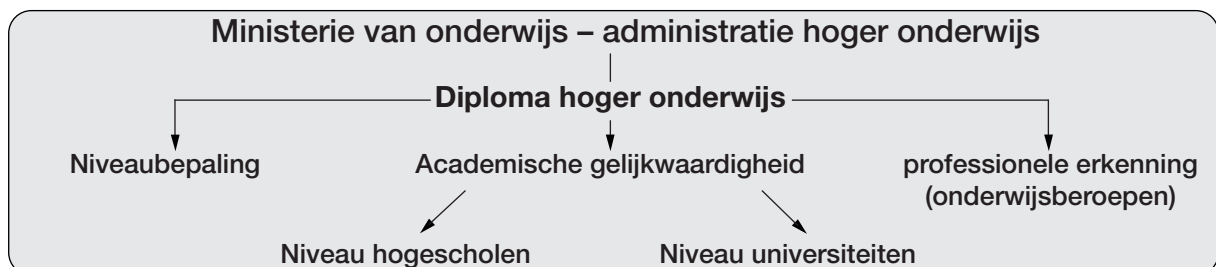 Ministerie van onderwijs – administratie hoger onderwijs
Diploma hoger onderwijs
Niveaubepaling
Academische gelijkwaardigheid
professionele erkenning
(onderwijsberoepen)
Niveau hogescholen
Niveau universiteiten